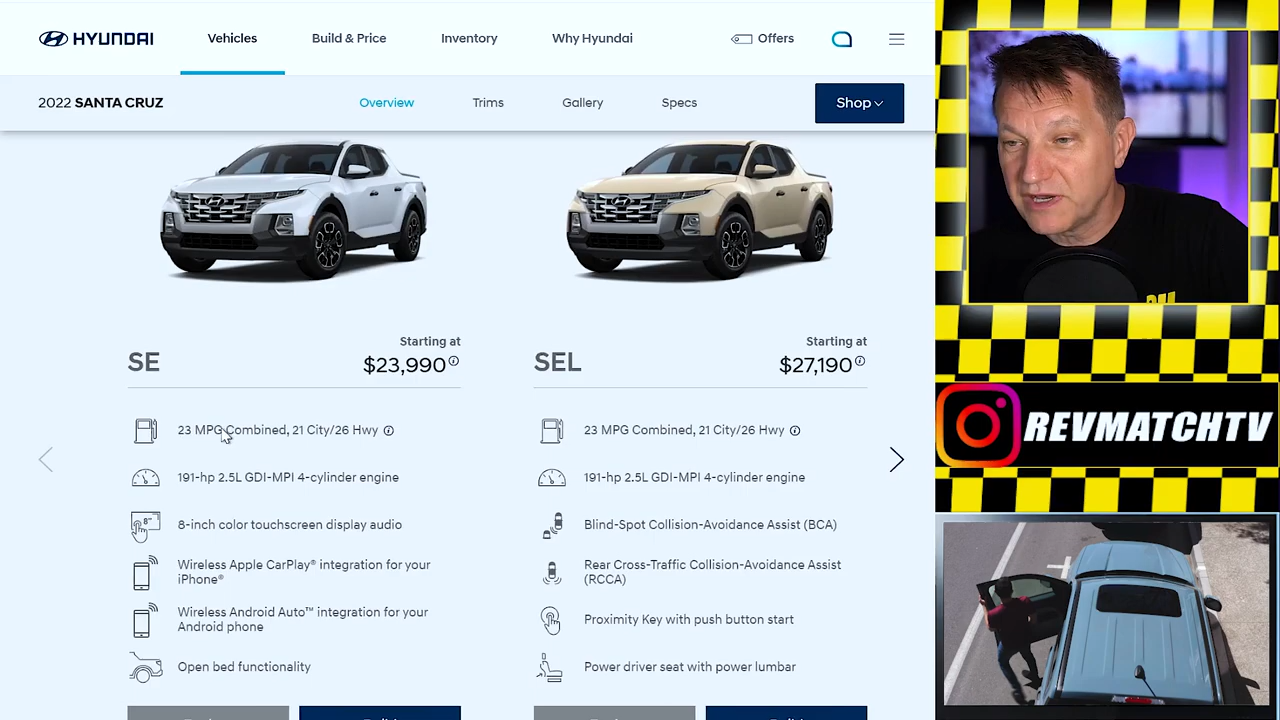 HYUNDAI
Vehicles
Build & Price
Inventory
Why Hyundai
Offers
2022 SANTA CRUZ
Overview
Trims
Gallery
Specs
Shop
Starting at
SE
$23,990
23 MPG Combined, 21 City/26 Hwy
191-hp 2.5L GDI-MPI 4-cylinder engine
8"
8-inch color touchscreen display audio
Wireless Apple CarPlay® integration for your
iPhone®
Wireless Android Auto™ integration for your
Android phone
Open bed functionality
Starting at
SEL
$27,190
23 MPG Combined, 21 City/26 Hwy
191-hp 2.5L GDI-MPI 4-cylinder engine
Blind-Spot Collision-Avoidance Assist (BCA)
Rear Cross-Traffic Collision-Avoidance Assist
(RCCA)
Proximity Key with push button start
Power driver seat with power lumbar
REVMATCHTV